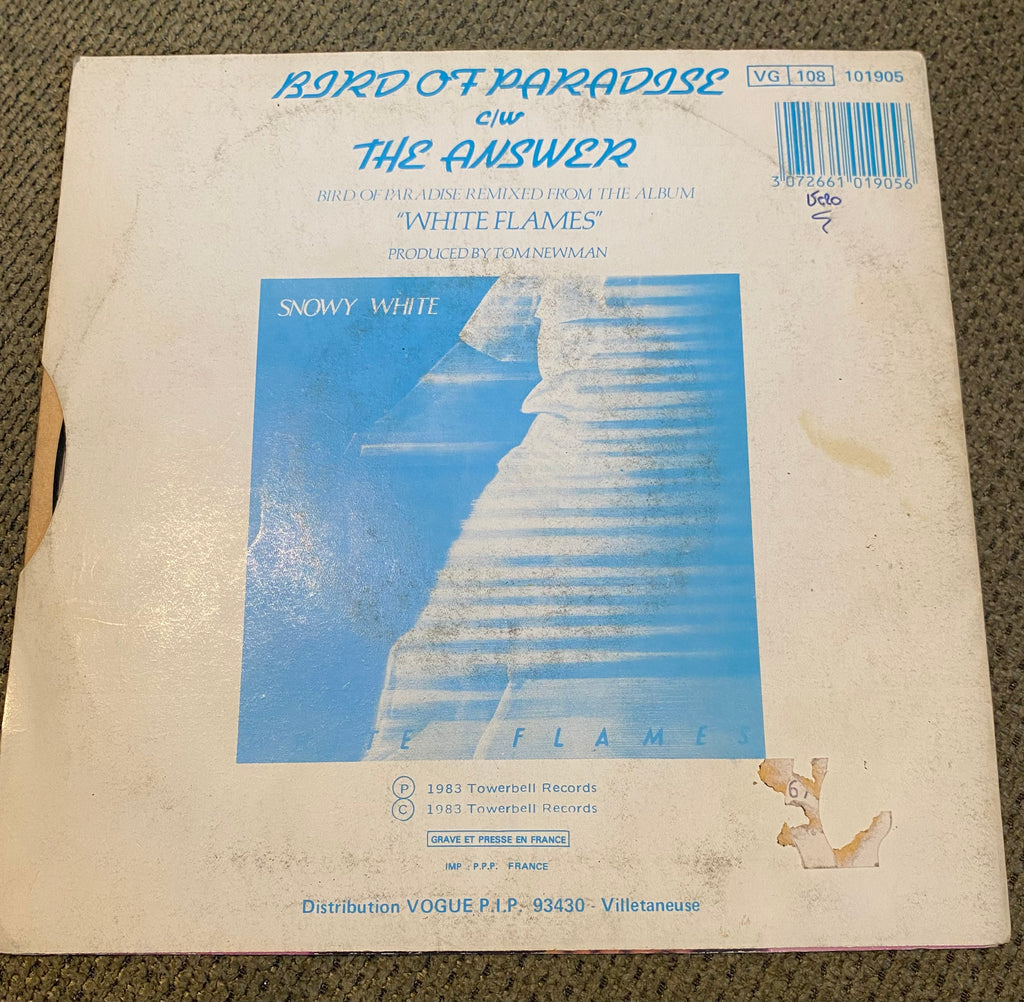 BIRD OF PARADISE
VG 108 101905
c/w
THE ANSWER
3 072661 019056
BIRD OF PARADISE REMIXED FROM THE ALBUM
"WHITE FLAMES"
PRODUCED BY TOM NEWMAN
SNOWY WHITE
TE FLAMES
P 1983 Towerbell Records
C 1983 Towerbell Records
67
GRAVE ET PRESSE EN FRANCE
IMP : P.P.P. FRANCE
Distribution VOGUE P.I.P. 93430 - Villetaneuse